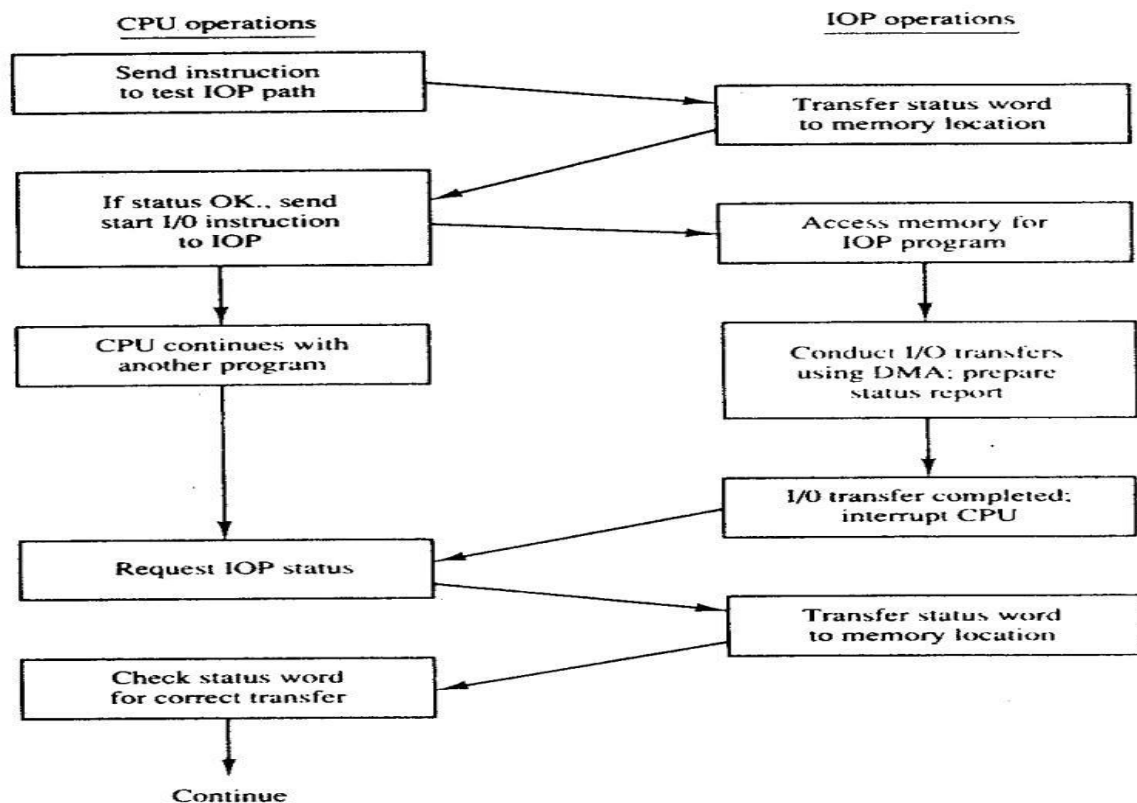 CPU operations
IOP operations
Send instruction
to test IOP path
Transfer status word
to memory location
If status OK., send
start I/0 instruction
to IOP
Access memory for
IOP program
CPU continues with
another program
Conduct I/O transfers
using DMA; prepare
status report
I/0 transfer completed;
interrupt CPU
Request IOP status
Transfer status word
to memory location
Check status word
for correct transfer
Continue